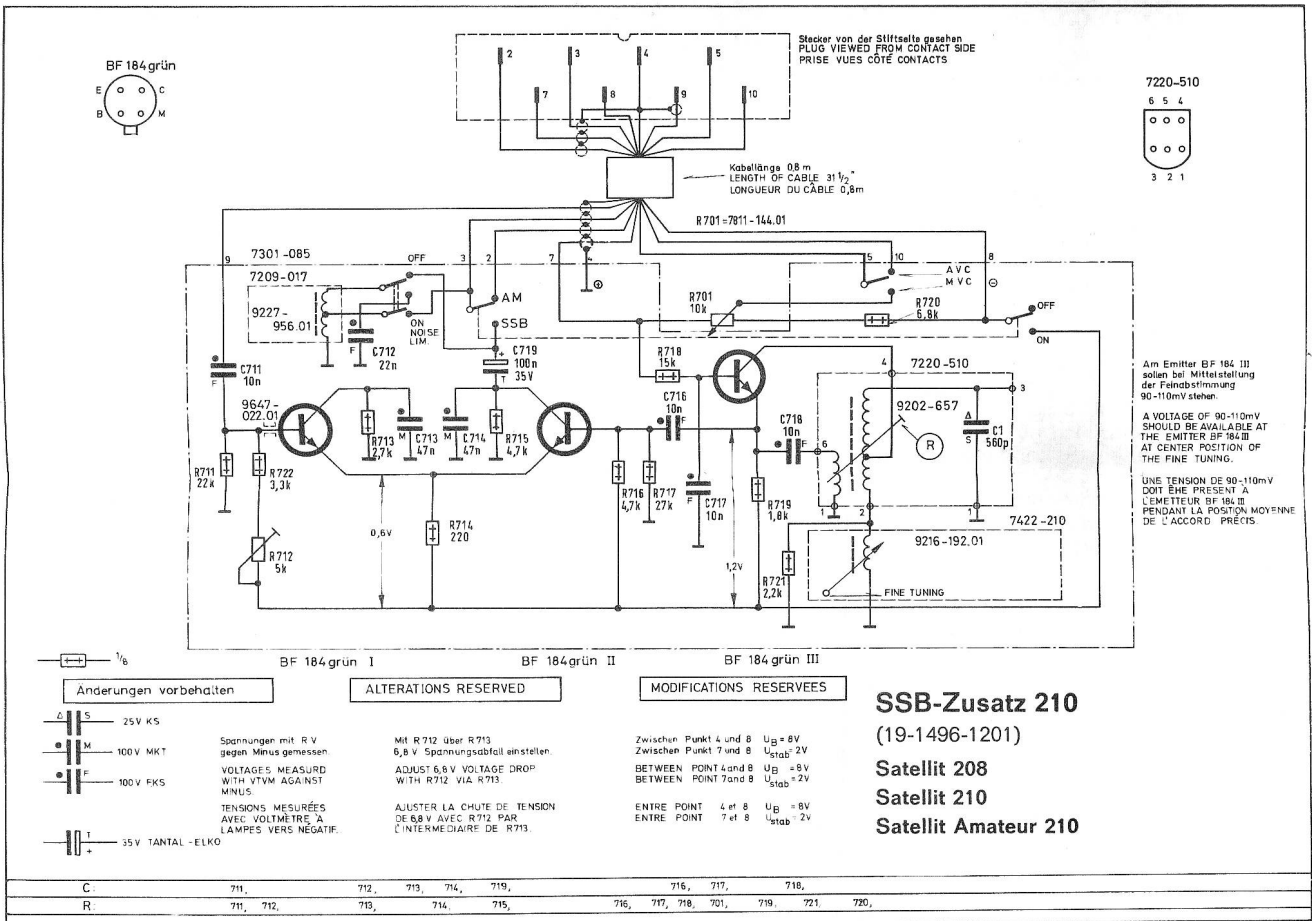 BF 184 grün
E
C
B
M
2
3
4
5
7
8
9
10
Stecker von der Stiftseite gesehen
PLUG VIEWED FROM CONTACT SIDE
PRISE VUES CÔTÉ CONTACTS
7220-510
6 5 4
3 2 1
Kabellänge 0,8 m
LENGTH OF CABLE 31 1/2"
LONGUEUR DU CÂBLE 0,8m
R701=7811-144.01
9
7301-085
3
2
7
4
5
10
8
7209-017
OFF
9227-
956.01
ON
NOISE
LIM.
C712
22n
F
AM
SSB
C719
100n
35V
T
+
R701
10k
AVC
MVC
R720
6,8k
OFF
ON
C711
10n
F
9647-
022.01
R713
2,7k
C713
47n
M
C714
47n
M
R715
4,7k
R718
15k
C716
10n
F
C718
10n
F
4
7220-510
3
9202-657
R
C1
560p
S
6
1
2
1
R711
22k
R722
3,3k
R712
5k
0,6V
R714
220
R716
4,7k
R717
27k
C717
10n
F
R719
1,8k
1,2V
R721
2,2k
7422-210
9216-192.01
FINE TUNING
Am Emitter BF 184 III
sollen bei Mittelstellung
der Feinabstimmung
90-110mV stehen.
A VOLTAGE OF 90-110mV
SHOULD BE AVAILABLE AT
THE EMITTER BF 184 III
AT CENTER POSITION OF
THE FINE TUNING.
UNE TENSION DE 90-110mV
DOIT ÊHE PRESENT A
L'EMETTEUR BF 184 III
PENDANT LA POSITION MOYENNE
DE L'ACCORD PRÉCIS.
1/8
BF 184 grün I
BF 184 grün II
BF 184 grün III
Änderungen vorbehalten
ALTERATIONS RESERVED
MODIFICATIONS RESERVEES
S
25V KS
M
100V MKT
F
100V FKS
T
+
35V TANTAL-ELKO
Spannungen mit R V
gegen Minus gemessen.
VOLTAGES MEASURD
WITH VTVM AGAINST
MINUS.
TENSIONS MESURÉES
AVEC VOLTMÈTRE À
LAMPES VERS NÉGATIF.
Mit R712 über R713
6,8 V Spannungsabfall einstellen.
ADJUST 6,8 V VOLTAGE DROP
WITH R712 VIA R713.
AJUSTER LA CHUTE DE TENSION
DE 6,8 V AVEC R712 PAR
L'INTERMEDIAIRE DE R713.
Zwischen Punkt 4 und 8 UB = 8V
Zwischen Punkt 7 und 8 Ustab = 2V
BETWEEN POINT 4 and 8 UB = 8V
BETWEEN POINT 7 and 8 Ustab = 2V
ENTRE POINT 4 et 8 UB = 8V
ENTRE POINT 7 et 8 Ustab = 2V
SSB-Zusatz 210
(19-1496-1201)
Satellit 208
Satellit 210
Satellit Amateur 210
C: 711, 712, 713, 714, 719, 716, 717, 718,
R: 711, 712, 713, 714, 715, 716, 717, 718, 701, 719, 721, 720,